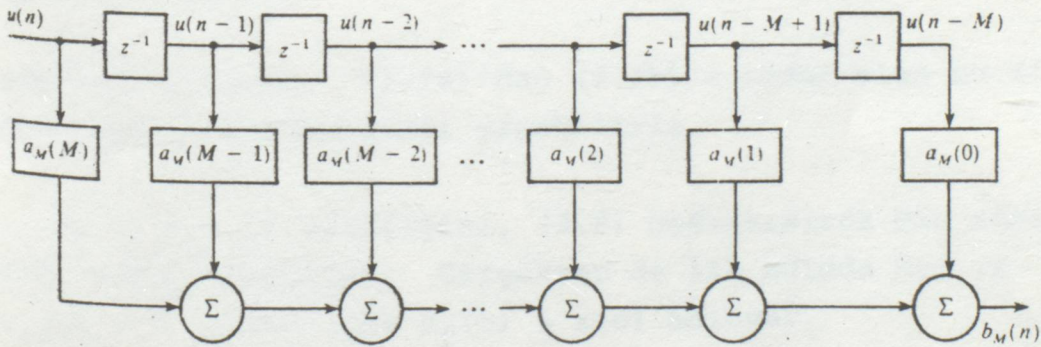 u(n) u(n − 1) u(n − 2) u(n − M + 1) u(n − M)
z⁻¹ z⁻¹ ... z⁻¹ z⁻¹
a_M(M) a_M(M − 1) a_M(M − 2) ... a_M(2) a_M(1) a_M(0)
Σ Σ ... Σ Σ Σ
b_M(n)